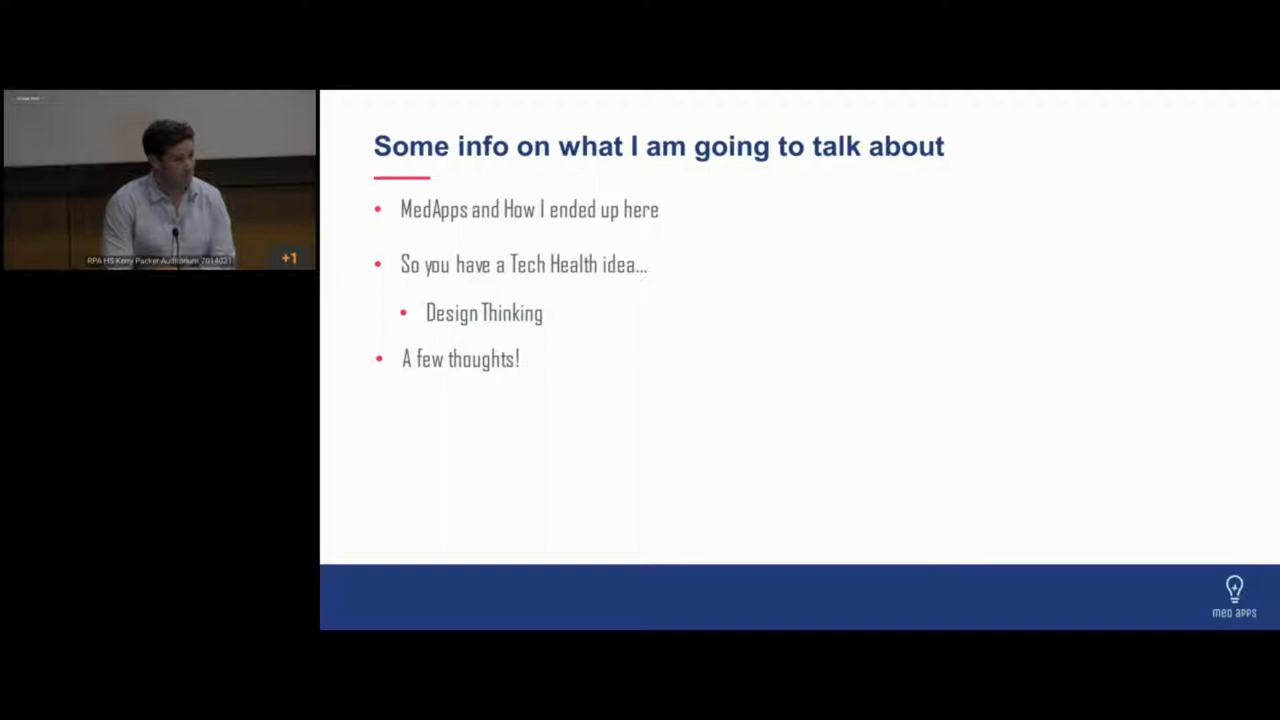 Some info on what I am going to talk about
MedApps and How I ended up here
So you have a Tech Health idea...
Design Thinking
A few thoughts!
RPA HS Kerry Packer Auditorium 7014031
+1
med apps